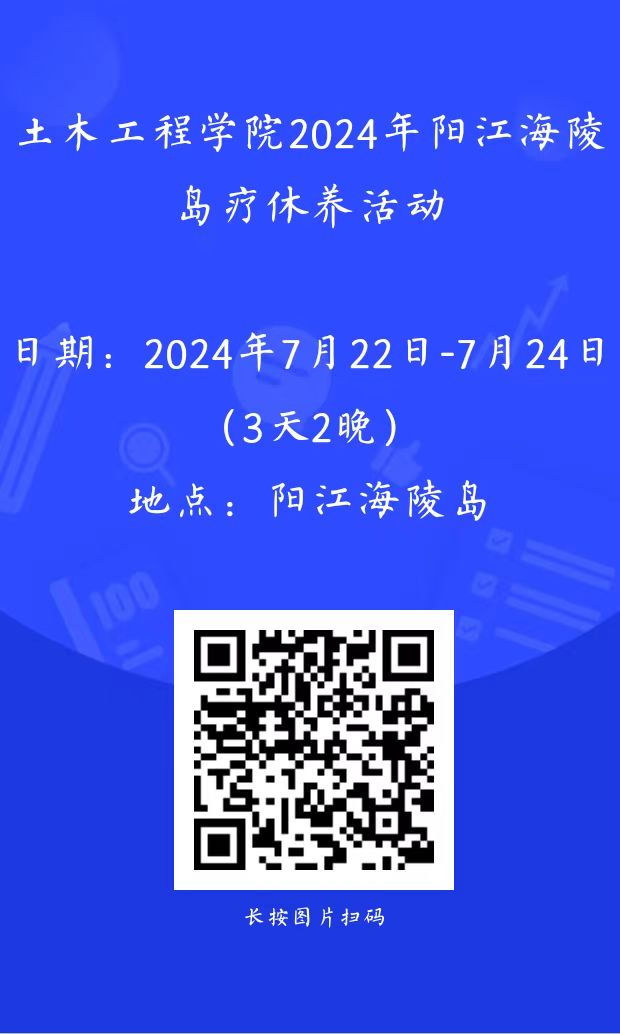 土木工程学院2024年阳江海陵
岛疗休养活动
日期：2024年7月22日-7月24日
（3天2晚）
地点：阳江海陵岛
100
长按图片扫码